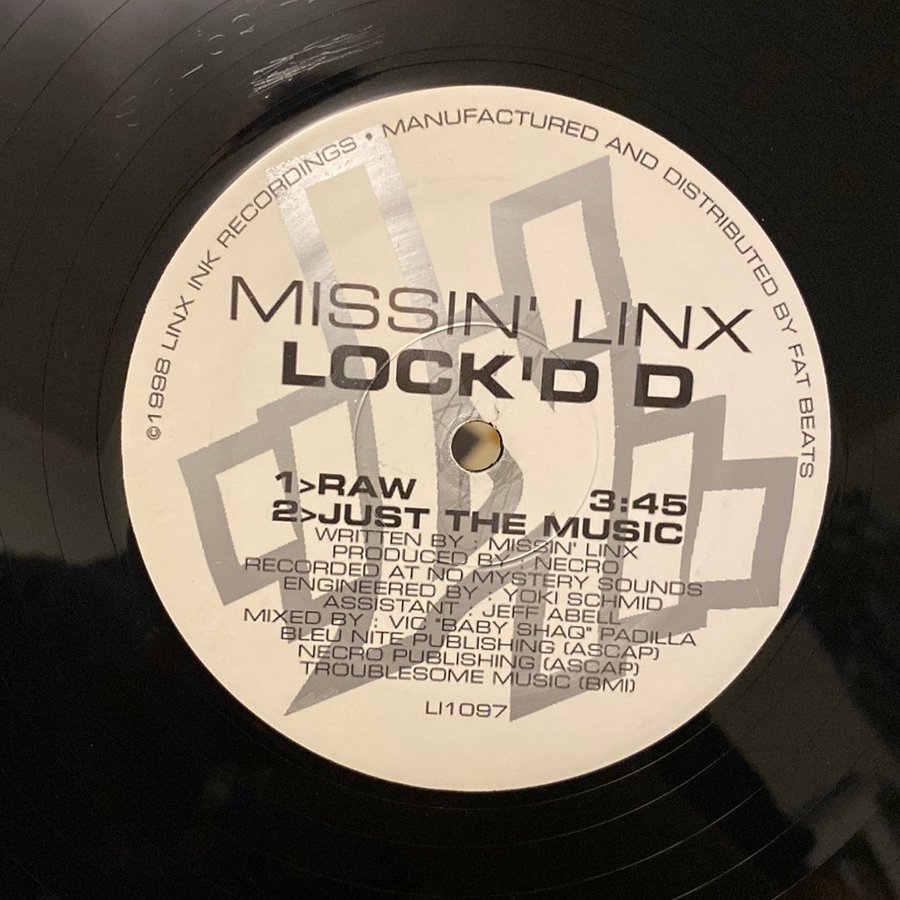 ©1998 LINX INK RECORDINGS • MANUFACTURED AND DISTRIBUTED BY FAT BEATS
MISSIN' LINX
LOCK'D D
1>RAW 3:45
2>JUST THE MUSIC
WRITTEN BY : MISSIN' LINX
PRODUCED BY : NECRO
RECORDED AT NO MYSTERY SOUNDS
ENGINEERED BY : YOKI SCHMID
ASSISTANT : JEFF ABELL
MIXED BY : VIC "BABY SHAQ" PADILLA
BLEU NITE PUBLISHING (ASCAP)
NECRO PUBLISHING (ASCAP)
TROUBLESOME MUSIC (BMI)
LI1097